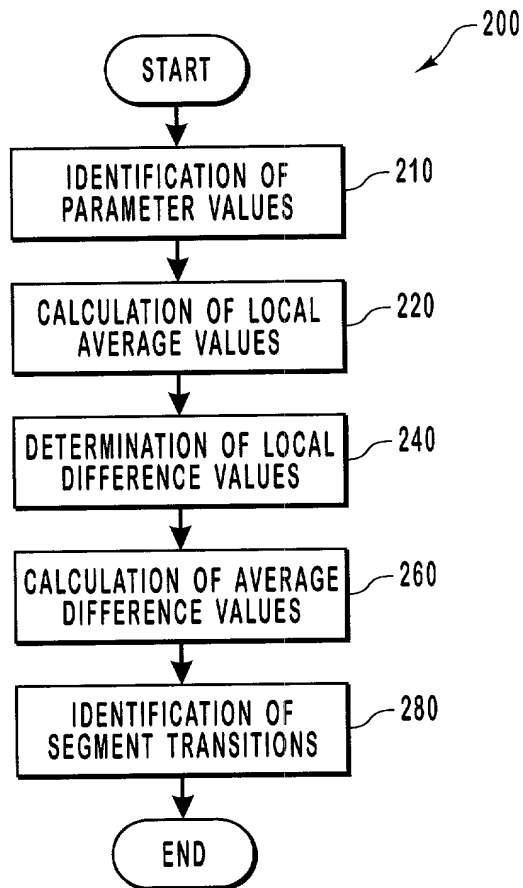 200
START
IDENTIFICATION OF
PARAMETER VALUES
210
CALCULATION OF LOCAL
AVERAGE VALUES
220
DETERMINATION OF LOCAL
DIFFERENCE VALUES
240
CALCULATION OF AVERAGE
DIFFERENCE VALUES
260
IDENTIFICATION OF
SEGMENT TRANSITIONS
280
END